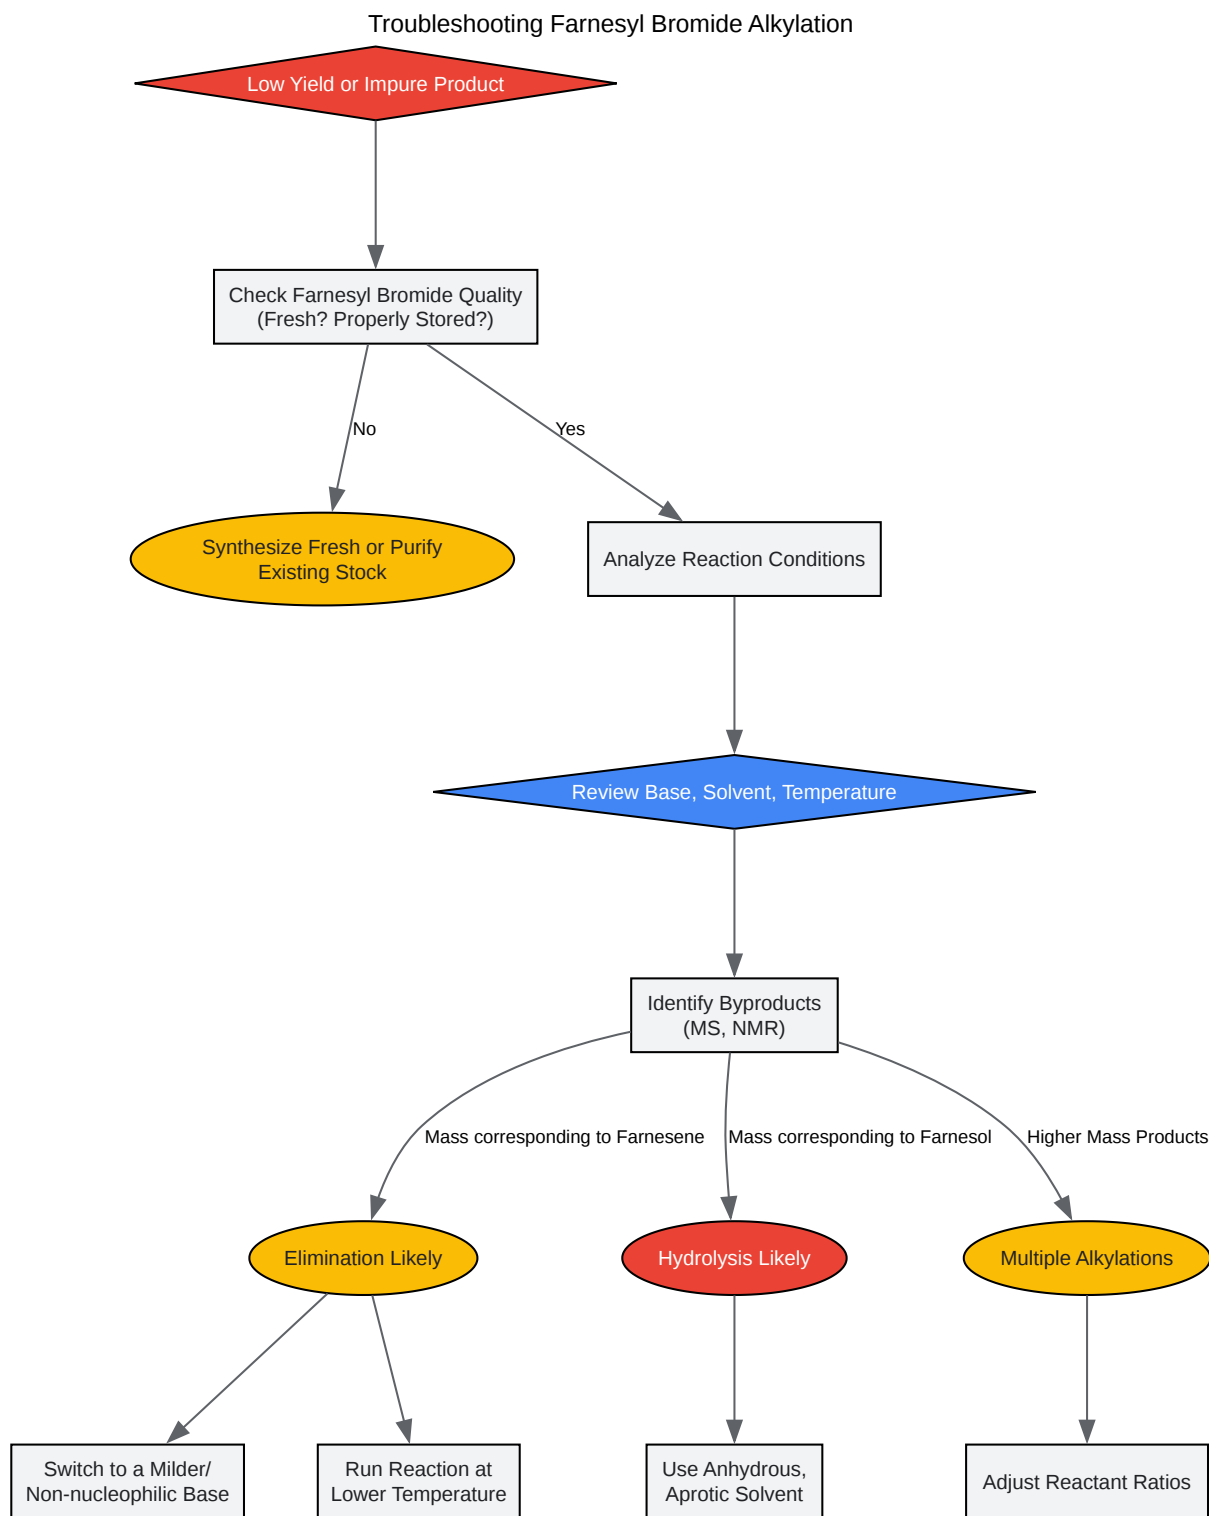 Troubleshooting Farnesyl Bromide Alkylation
Low Yield or Impure Product
Check Farnesyl Bromide Quality
(Fresh? Properly Stored?)
No
Yes
Synthesize Fresh or Purify
Existing Stock
Analyze Reaction Conditions
Review Base, Solvent, Temperature
Identify Byproducts
(MS, NMR)
Mass corresponding to Farnesene
Mass corresponding to Farnesol
Higher Mass Products
Elimination Likely
Hydrolysis Likely
Multiple Alkylations
Switch to a Milder/
Non-nucleophilic Base
Run Reaction at
Lower Temperature
Use Anhydrous,
Aprotic Solvent
Adjust Reactant Ratios